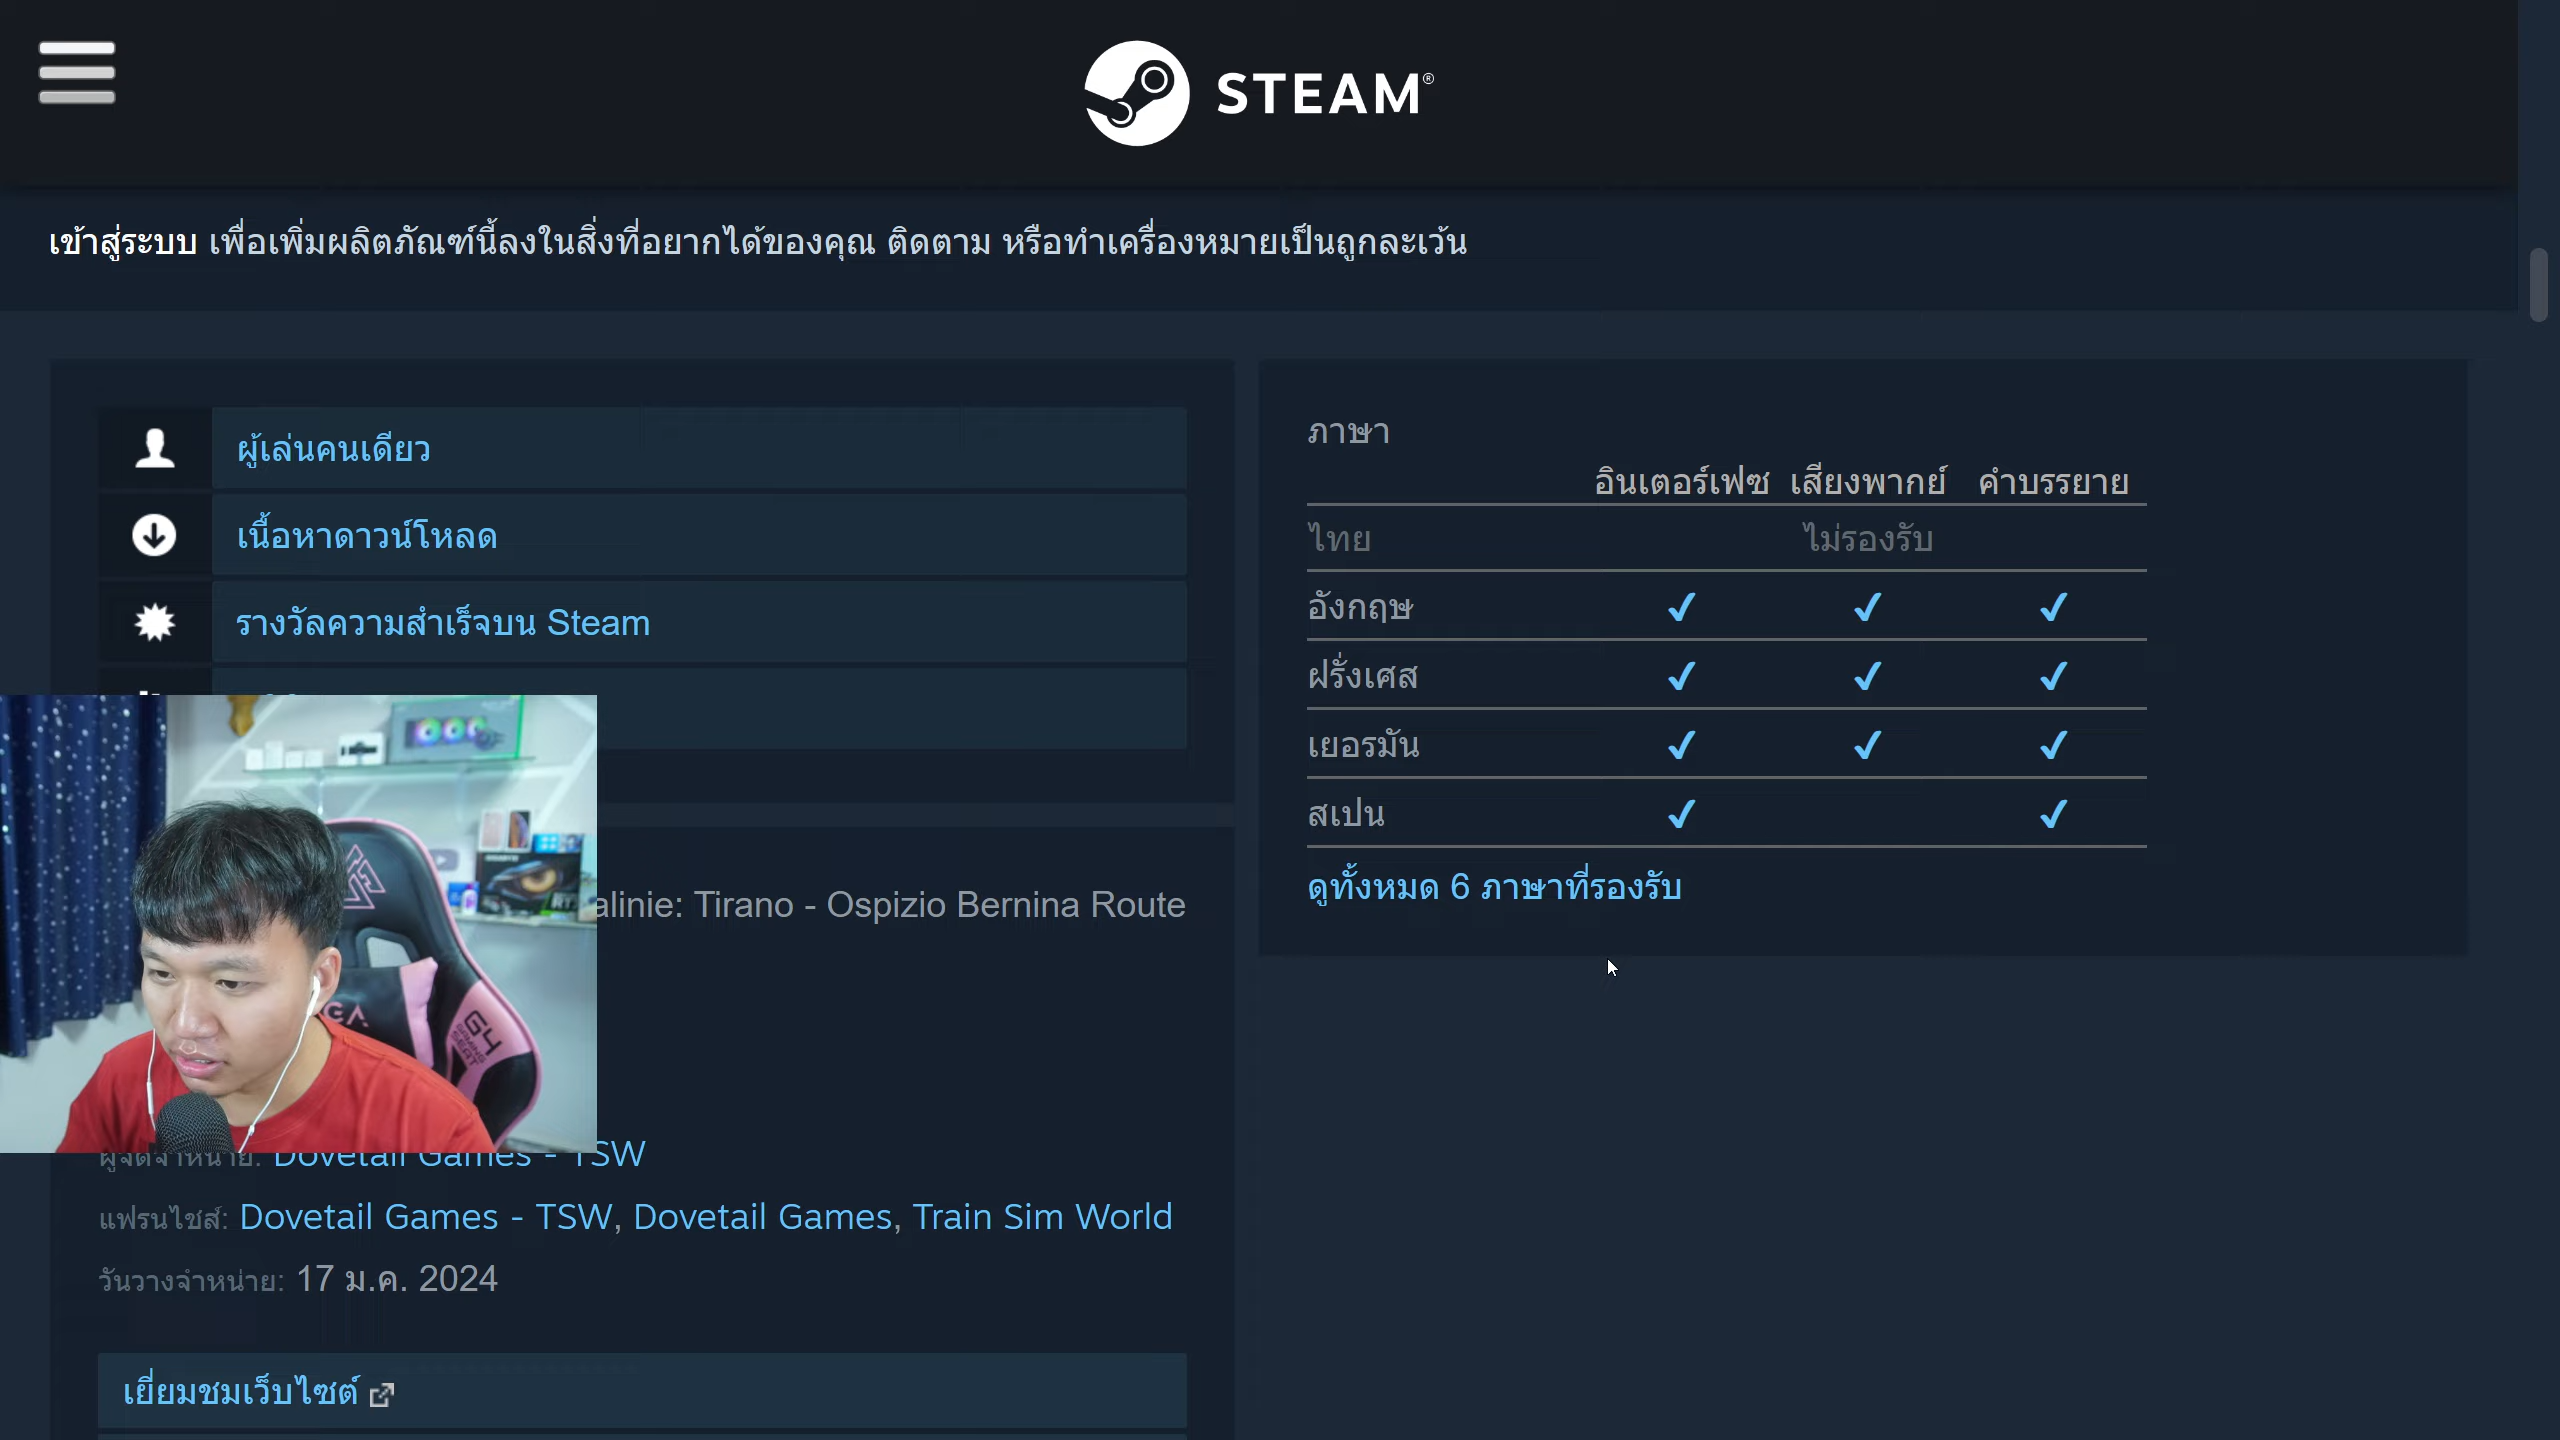 STEAM®
เข้าสู่ระบบ เพื่อเพิ่มผลิตภัณฑ์นี้ลงในสิ่งที่อยากได้ของคุณ ติดตาม หรือทำเครื่องหมายเป็นถูกละเว้น
ผู้เล่นคนเดียว
เนื้อหาดาวน์โหลด
รางวัลความสำเร็จบน Steam
alinie: Tirano - Ospizio Bernina Route
ผู้จัดจำหน่าย: Dovetail Games - TSW
แฟรนไชส์: Dovetail Games - TSW, Dovetail Games, Train Sim World
วันวางจำหน่าย: 17 ม.ค. 2024
เยี่ยมชมเว็บไซต์
ภาษา
อินเตอร์เฟซ เสียงพากย์ คำบรรยาย
ไทย ไม่รองรับ
อังกฤษ ✔ ✔ ✔
ฝรั่งเศส ✔ ✔ ✔
เยอรมัน ✔ ✔ ✔
สเปน ✔ ✔
ดูทั้งหมด 6 ภาษาที่รองรับ
G4
GAMING
SEAT